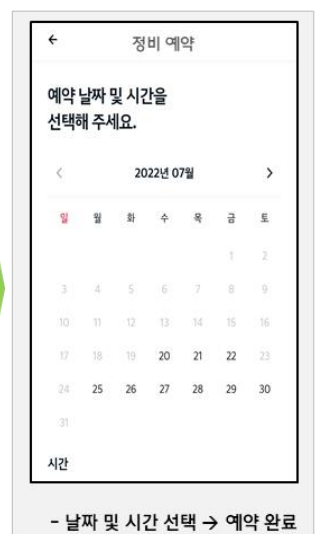 ←
정비 예약
예약 날짜 및 시간을
선택해 주세요.
< 2022년 07월 >
일 월 화 수 목 금 토
1 2
3 4 5 6 7 8 9
10 11 12 13 14 15 16
17 18 19 20 21 22 23
24 25 26 27 28 29 30
31
시간
- 날짜 및 시간 선택 → 예약 완료